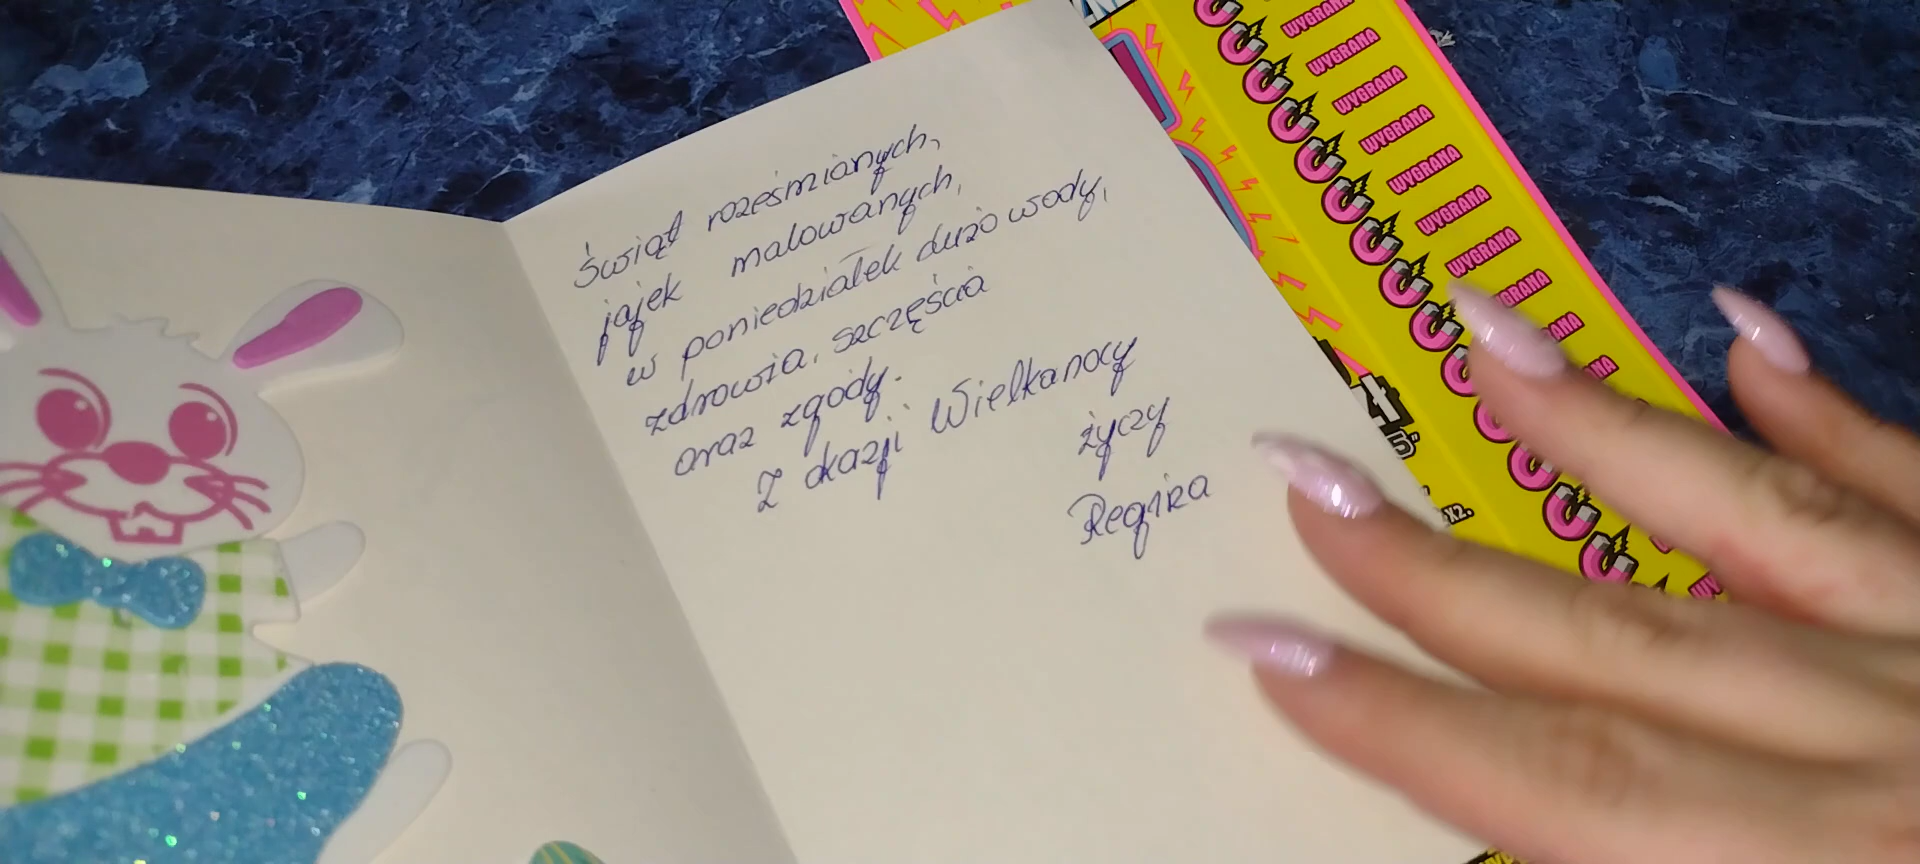 Świąt roześmianych,
jajek malowanych,
w poniedziałek dużo wody,
zdrowia, szczęścia
oraz zgody.
Z okazji Wielkanocy
życzy
Regina
WYGRANA
WYGRANA
WYGRANA
WYGRANA
WYGRANA
WYGRANA
WYGRANA
X2.